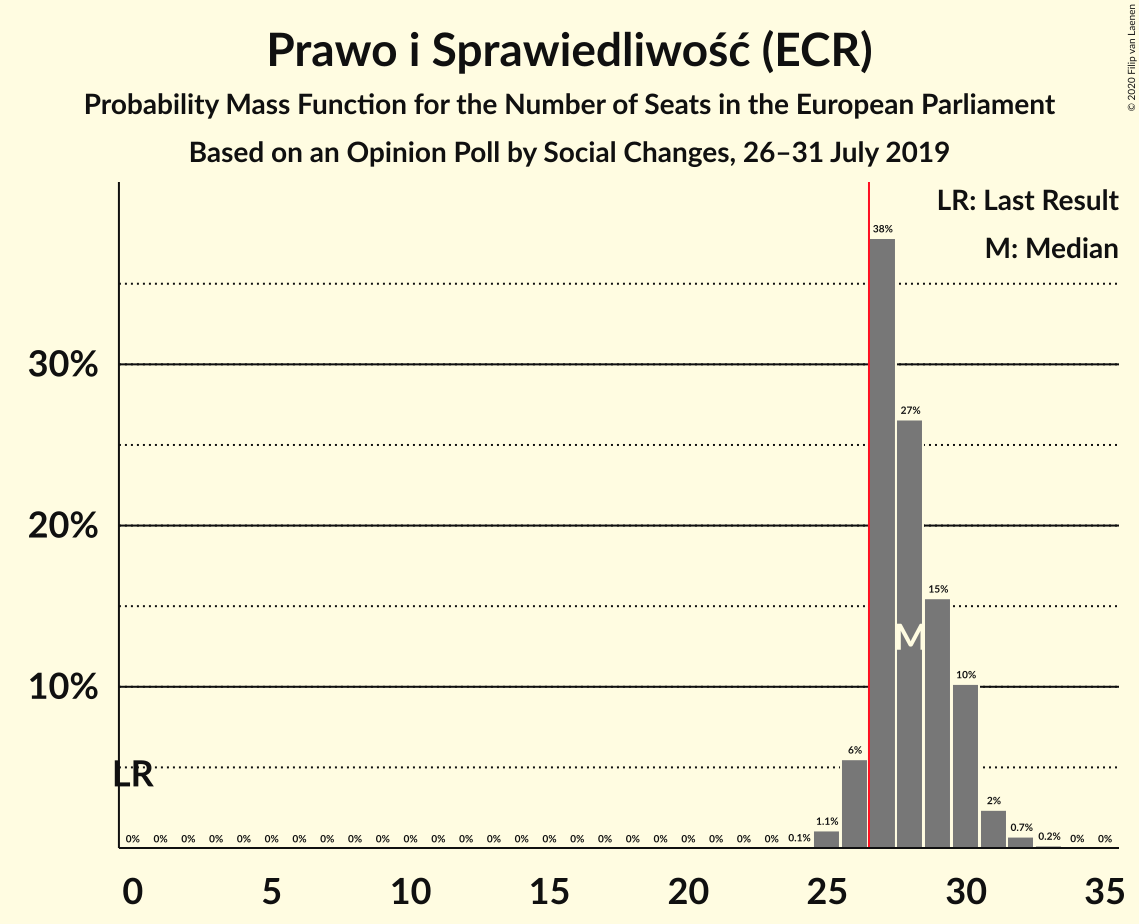 Prawo i Sprawiedliwość (ECR)
Probability Mass Function for the Number of Seats in the European Parliament
Based on an Opinion Poll by Social Changes, 26–31 July 2019
© 2020 Filip van Laenen
LR: Last Result
M: Median
38%
30%
27%
20%
15%
M
10%
10%
6%
LR
2%
1.1%
0.7%
0% 0% 0% 0% 0% 0% 0% 0% 0% 0% 0% 0% 0% 0% 0% 0% 0% 0% 0% 0% 0% 0% 0% 0% 0.1% 0.2% 0% 0%
0 5 10 15 20 25 30 35